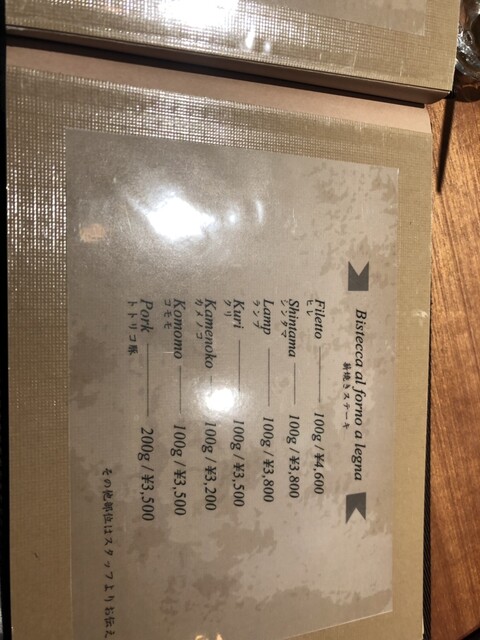 Bistecca al forno a legna
薪焼きステーキ
Filetto 100g / ¥4,600
ヒレ
Shintama 100g / ¥3,800
シンタマ
Lamp 100g / ¥3,800
ランプ
Kuri 100g / ¥3,500
クリ
Kamenoko 100g / ¥3,200
カメノコ
Komomo 100g / ¥3,500
コモモ
Pork 200g / ¥3,500
トトリコ豚
その他部位はスタッフよりお伝え